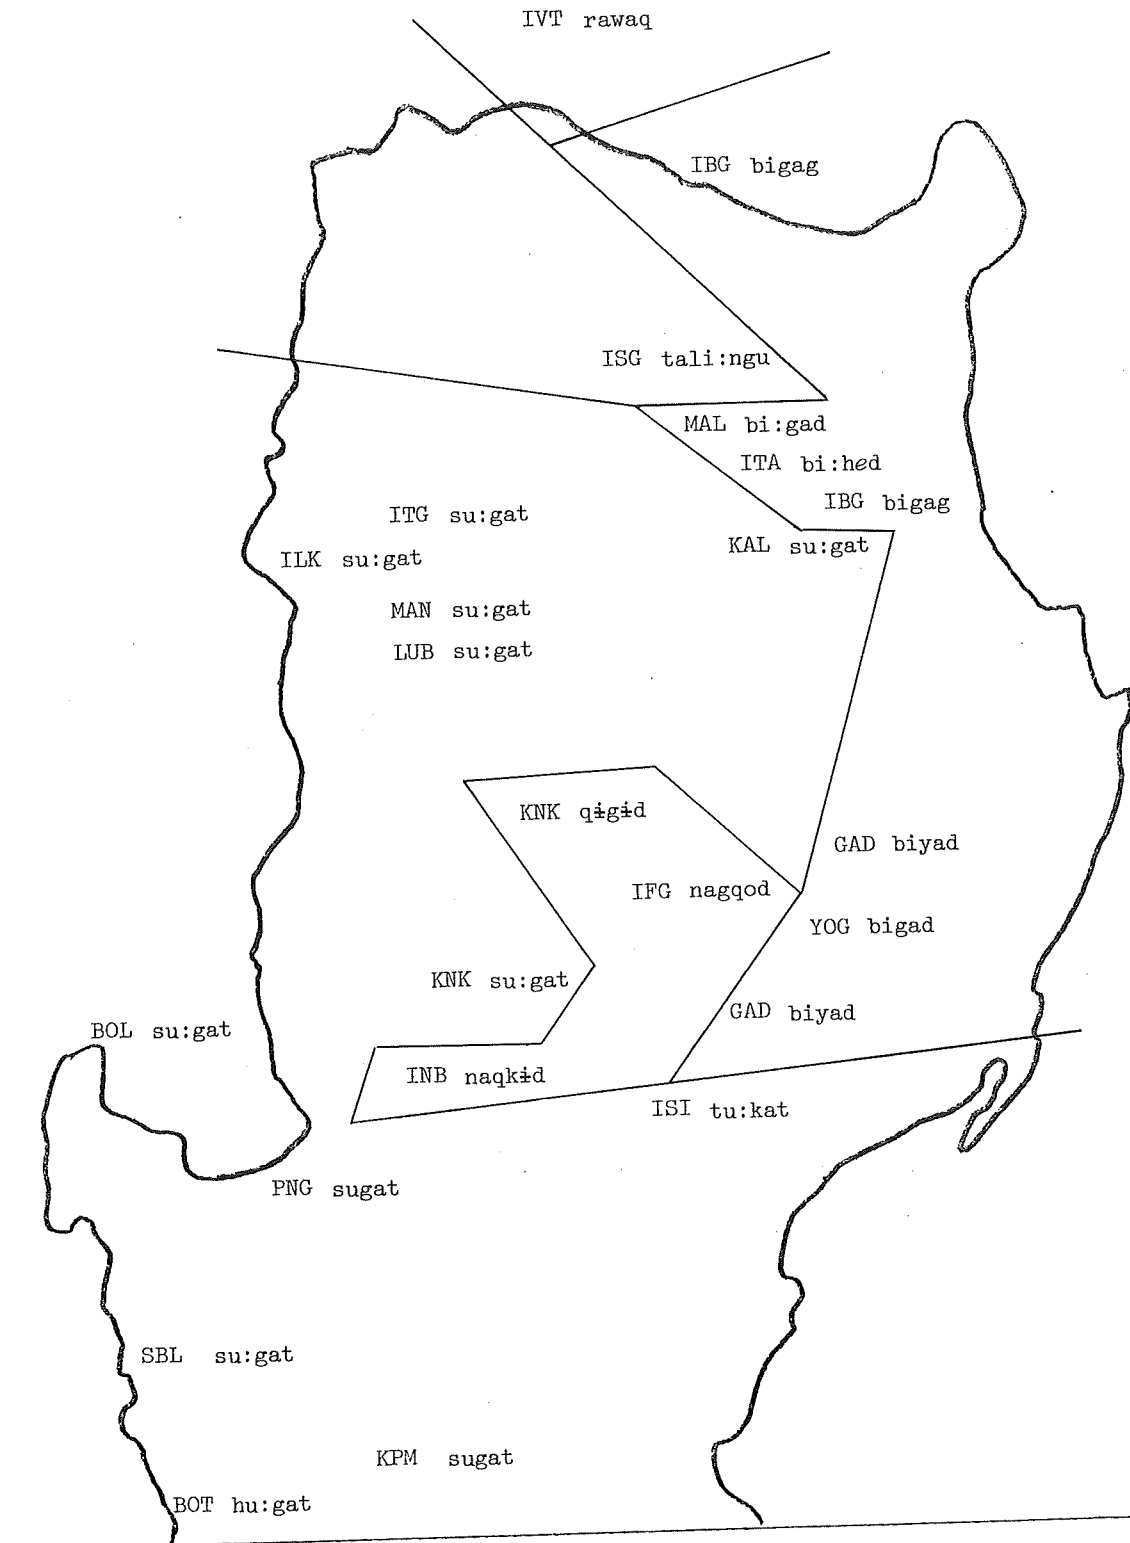 IVT rawaq
IBG bigag
ISG tali:ngu
MAL bi:gad
ITA bi:hed
IBG bigag
ITG su:gat
KAL su:gat
ILK su:gat
MAN su:gat
LUB su:gat
KNK qɨgɨd
GAD biyad
IFG nagqod
YOG bigad
KNK su:gat
GAD biyad
BOL su:gat
INB naqkɨd
ISI tu:kat
PNG sugat
SBL su:gat
KPM sugat
BOT hu:gat